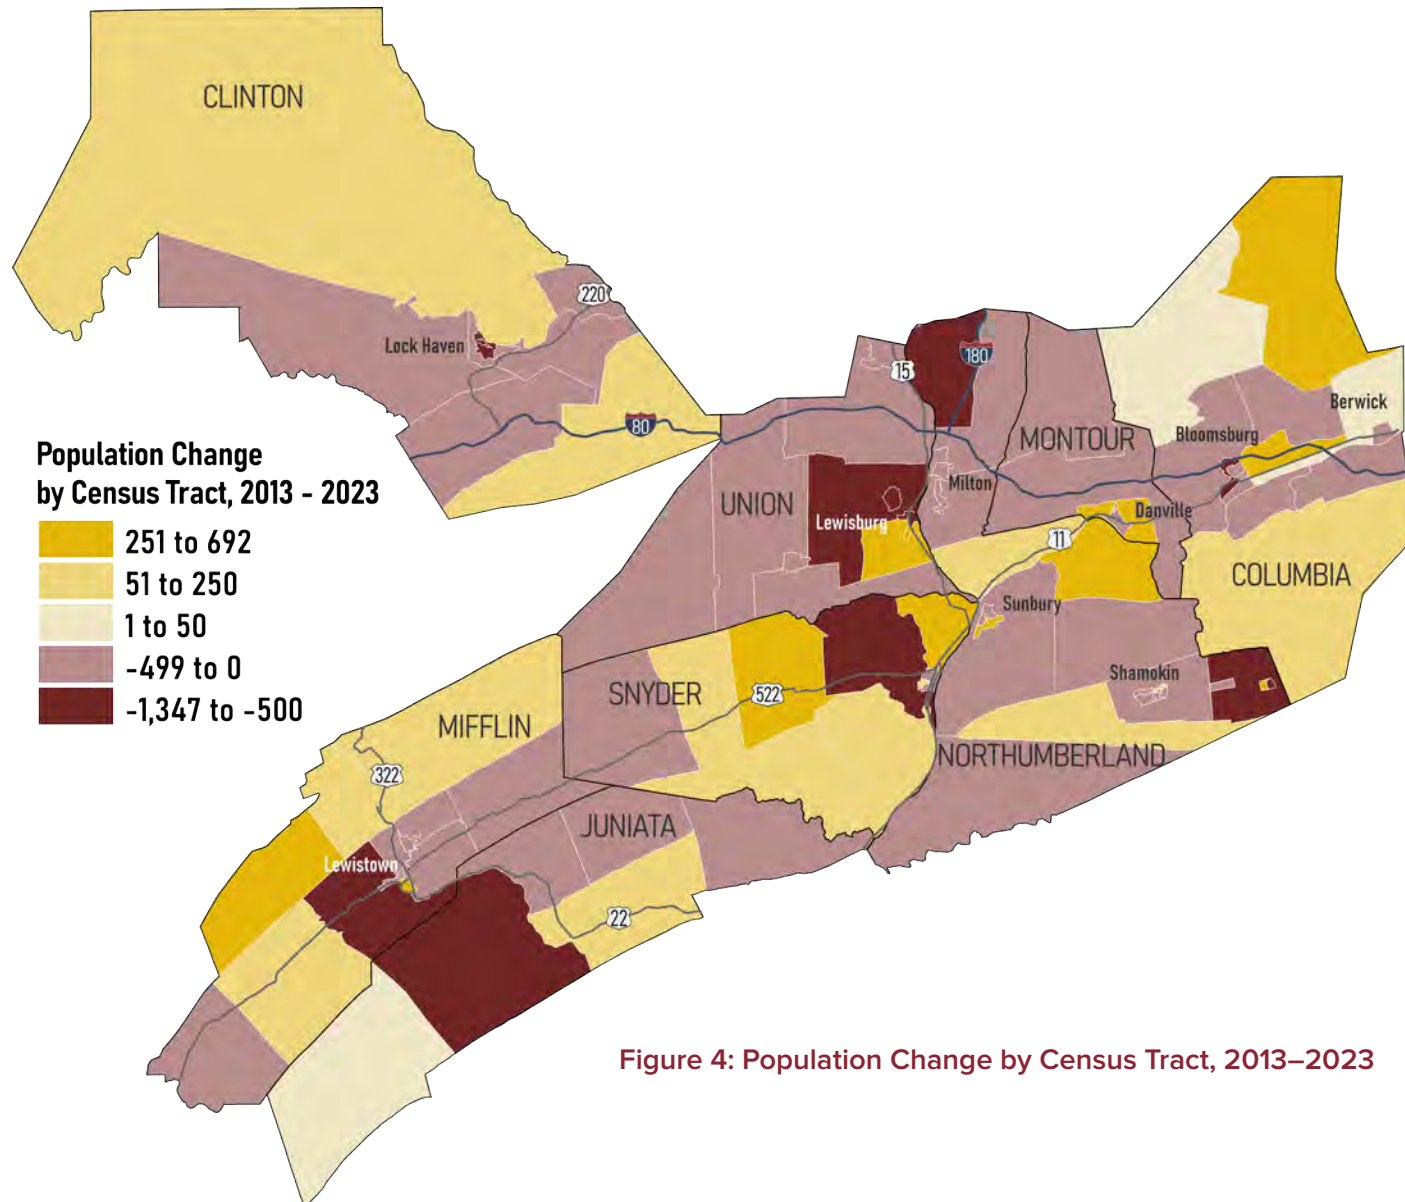 CLINTON
220
Lock Haven
15
180
80
Berwick
Bloomsburg
MONTOUR
Population Change
by Census Tract, 2013 - 2023
251 to 692
51 to 250
1 to 50
-499 to 0
-1,347 to -500
UNION
Milton
Lewisburg
Danville
11
COLUMBIA
Sunbury
Shamokin
SNYDER
522
MIFFLIN
NORTHUMBERLAND
322
JUNIATA
Lewistown
22
Figure 4: Population Change by Census Tract, 2013–2023